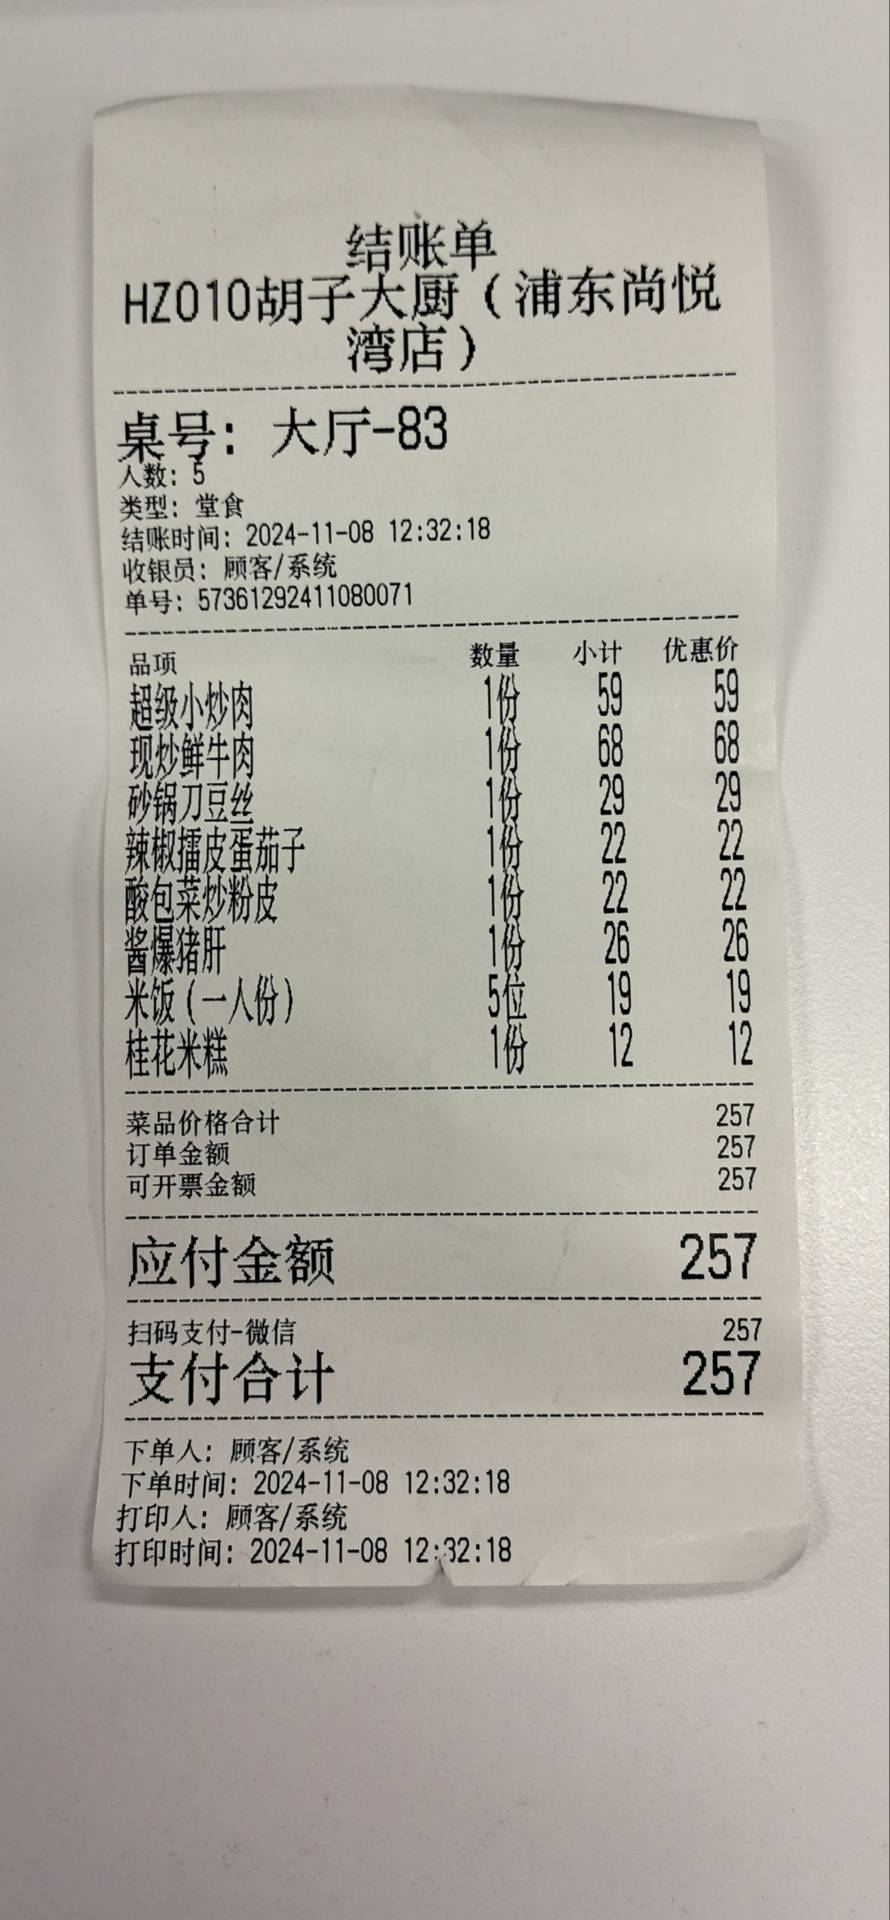 结账单
HZ010胡子大厨(浦东尚悦
湾店)
桌号: 大厅-83
人数: 5
类型: 堂食
结账时间: 2024-11-08 12:32:18
收银员: 顾客/系统
单号: 57361292411080071
品项 数量 小计 优惠价
超级小炒肉 1份 59 59
现炒鲜牛肉 1份 68 68
砂锅刀豆丝 1份 29 29
辣椒擂皮蛋茄子 1份 22 22
酸包菜炒粉皮 1份 22 22
酱爆猪肝 1份 26 26
米饭(一人份) 5位 19 19
桂花米糕 1份 12 12
菜品价格合计 257
订单金额 257
可开票金额 257
应付金额 257
扫码支付-微信 257
支付合计 257
下单人: 顾客/系统
下单时间: 2024-11-08 12:32:18
打印人: 顾客/系统
打印时间: 2024-11-08 12:32:18